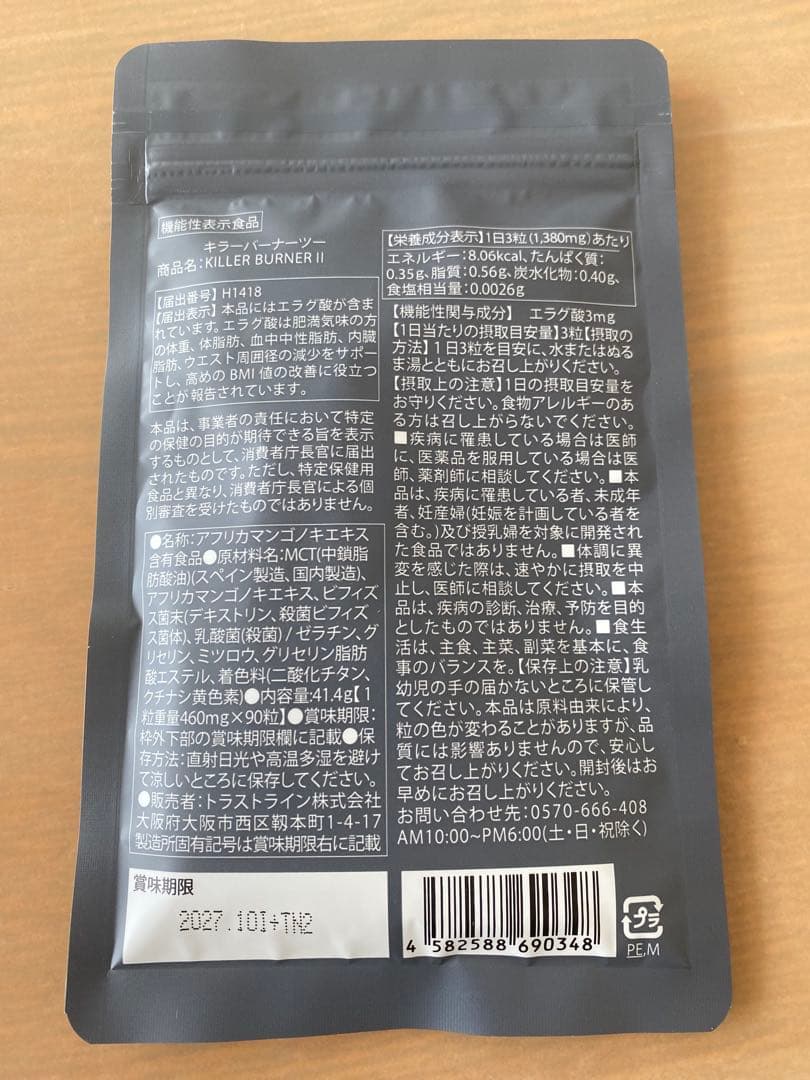 機能性表示食品
キラーバーナーツー
商品名：KILLER BURNER II
【届出番号】H1418
【届出表示】本品にはエラグ酸が含ま
れています。エラグ酸は肥満気味の方
の体重、体脂肪、血中中性脂肪、内臓
脂肪、ウエスト周囲径の減少をサポー
トし、高めのBMI値の改善に役立つ
ことが報告されています。
本品は、事業者の責任において特定
の保健の目的が期待できる旨を表示
するものとして、消費者庁長官に届出
されたものです。ただし、特定保健用
食品と異なり、消費者庁長官による個
別審査を受けたものではありません。
●名称：アフリカマンゴノキエキス
含有食品●原材料名：MCT(中鎖脂
肪酸油)(スペイン製造、国内製造)、
アフリカマンゴノキエキス、ビフィズ
ス菌末(デキストリン、殺菌ビフィズ
ス菌体)、乳酸菌(殺菌) / ゼラチン、グ
リセリン、ミツロウ、グリセリン脂肪
酸エステル、着色料(二酸化チタン、
クチナシ黄色素)●内容量:41.4g【1
粒重量460mg×90粒】●賞味期限：
枠外下部の賞味期限欄に記載●保
存方法：直射日光や高温多湿を避け
て涼しいところに保存してください。
●販売者：トラストライン株式会社
大阪府大阪市西区靱本町1-4-17
製造所固有記号は賞味期限右に記載
【栄養成分表示】1日3粒(1,380mg)あたり
エネルギー：8.06kcal、たんぱく質：
0.35g、脂質：0.56g、炭水化物：0.40g、
食塩相当量：0.0026g
【機能性関与成分】 エラグ酸3mg
【1日当たりの摂取目安量】3粒【摂取の
方法】1日3粒を目安に、水またはぬる
ま湯とともにお召し上がりください。
【摂取上の注意】1日の摂取目安量を
お守りください。食物アレルギーのあ
る方は召し上がらないでください。
■疾病に罹患している場合は医師
に、医薬品を服用している場合は医
師、薬剤師に相談してください。■本
品は、疾病に罹患している者、未成年
者、妊産婦(妊娠を計画している者を
含む。)及び授乳婦を対象に開発され
た食品ではありません。■体調に異
変を感じた際は、速やかに摂取を中
止し、医師に相談してください。■本
品は、疾病の診断、治療、予防を目的
としたものではありません。■食生
活は、主食、主菜、副菜を基本に、食
事のバランスを。【保存上の注意】乳
幼児の手の届かないところに保管し
てください。本品は原料由来により、
粒の色が変わることがありますが、品
質には影響ありませんので、安心し
てお召し上がりください。開封後はお
早めにお召し上がりください。
お問い合わせ先：0570-666-408
AM10:00~PM6:00(土・日・祝除く)
賞味期限
2027.10I+TN2
4 582588 690348
プラ
PE,M